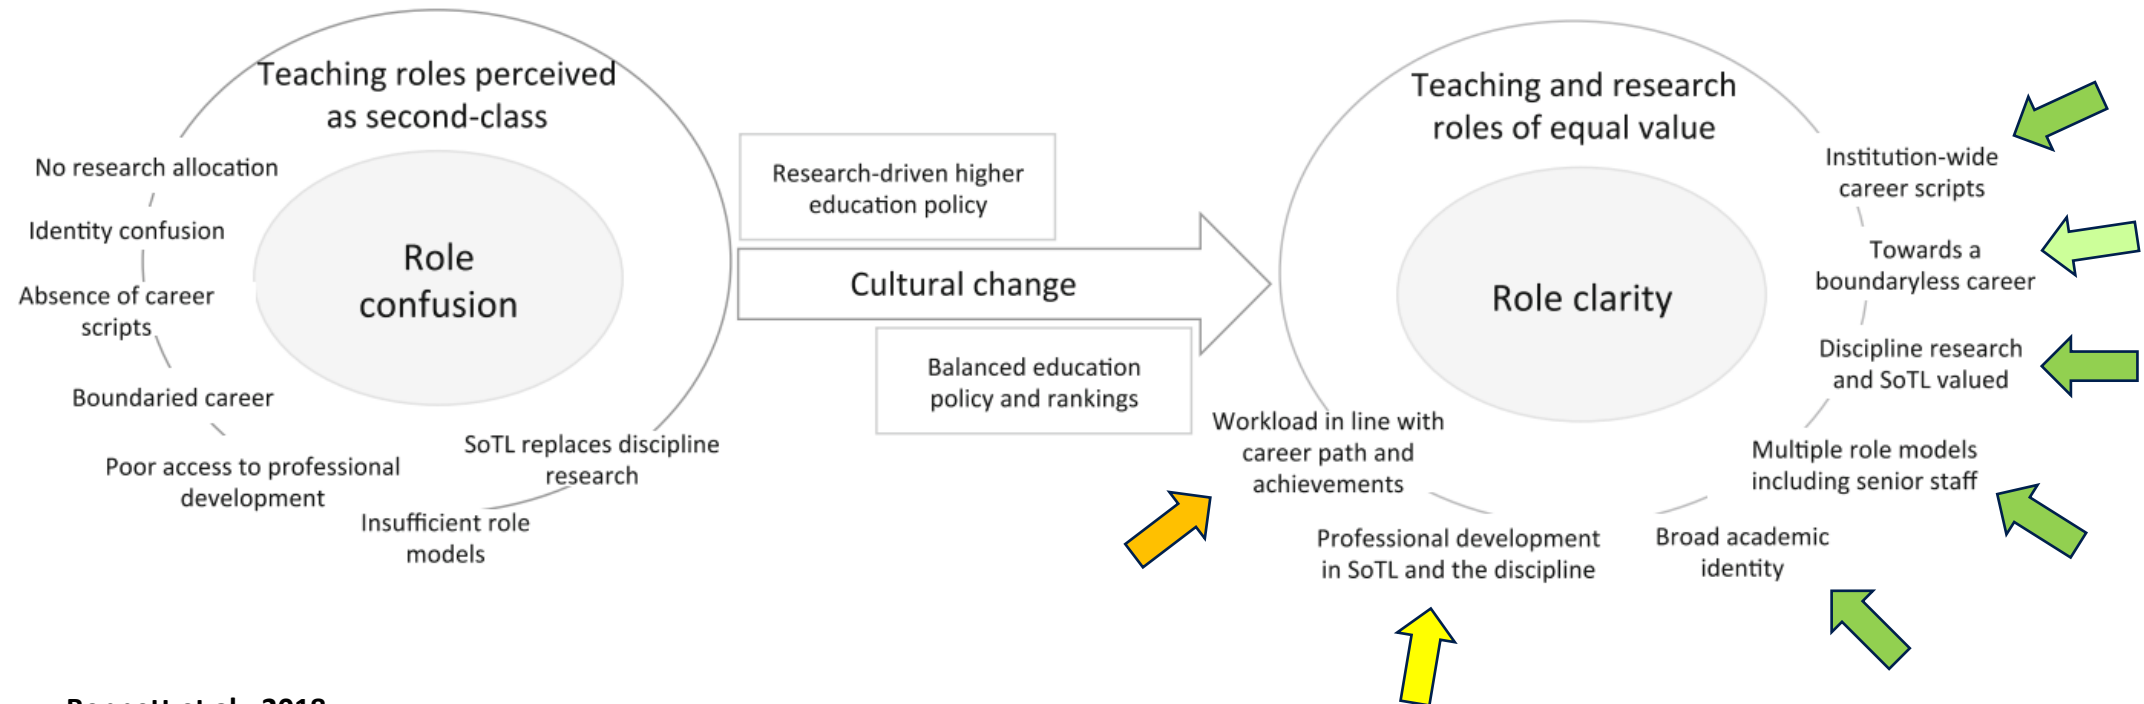 Teaching roles perceived
as second-class
No research allocation
Identity confusion
Absence of career
scripts
Boundaried career
Poor access to professional
development
Insufficient role
models
SoTL replaces discipline
research
Role
confusion
Research-driven higher
education policy
Cultural change
Balanced education
policy and rankings
Teaching and research
roles of equal value
Role clarity
Institution-wide
career scripts
Towards a
boundaryless career
Discipline research
and SoTL valued
Multiple role models
including senior staff
Broad academic
identity
Professional development
in SoTL and the discipline
Workload in line with
career path and
achievements
et al., 2018